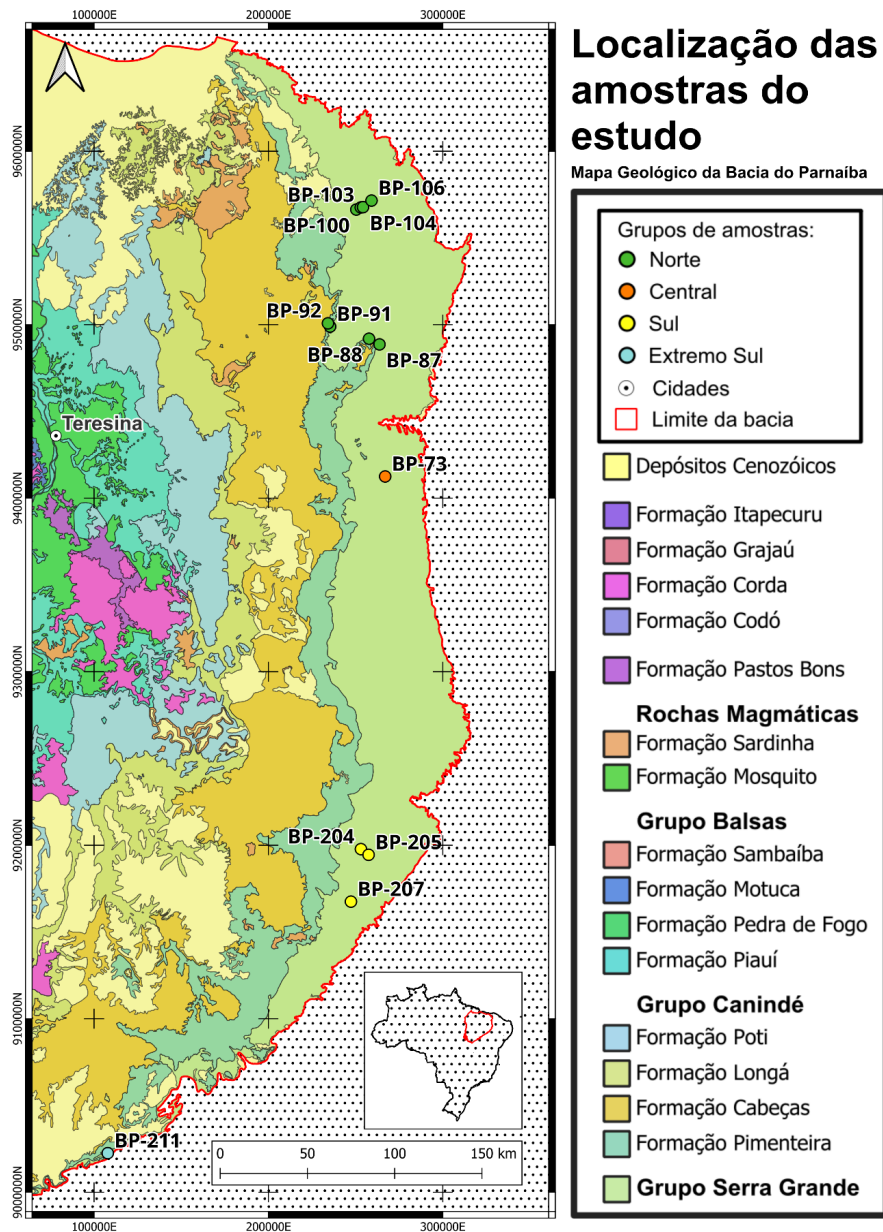 Localização das
amostras do
estudo
Mapa Geológico da Bacia do Parnaíba
100000E 200000E 300000E
9600000N
9500000N
9400000N
9300000N
9200000N
9100000N
9000000N
BP-103
BP-106
BP-100
BP-104
BP-92
BP-91
BP-88
BP-87
Teresina
BP-73
BP-204
BP-205
BP-207
BP-211
0 50 100 150 km
100000E 200000E 300000E
Grupos de amostras:
Norte
Central
Sul
Extremo Sul
Cidades
Limite da bacia
Depósitos Cenozóicos
Formação Itapecuru
Formação Grajaú
Formação Corda
Formação Codó
Formação Pastos Bons
Rochas Magmáticas
Formação Sardinha
Formação Mosquito
Grupo Balsas
Formação Sambaíba
Formação Motuca
Formação Pedra de Fogo
Formação Piauí
Grupo Canindé
Formação Poti
Formação Longá
Formação Cabeças
Formação Pimenteira
Grupo Serra Grande